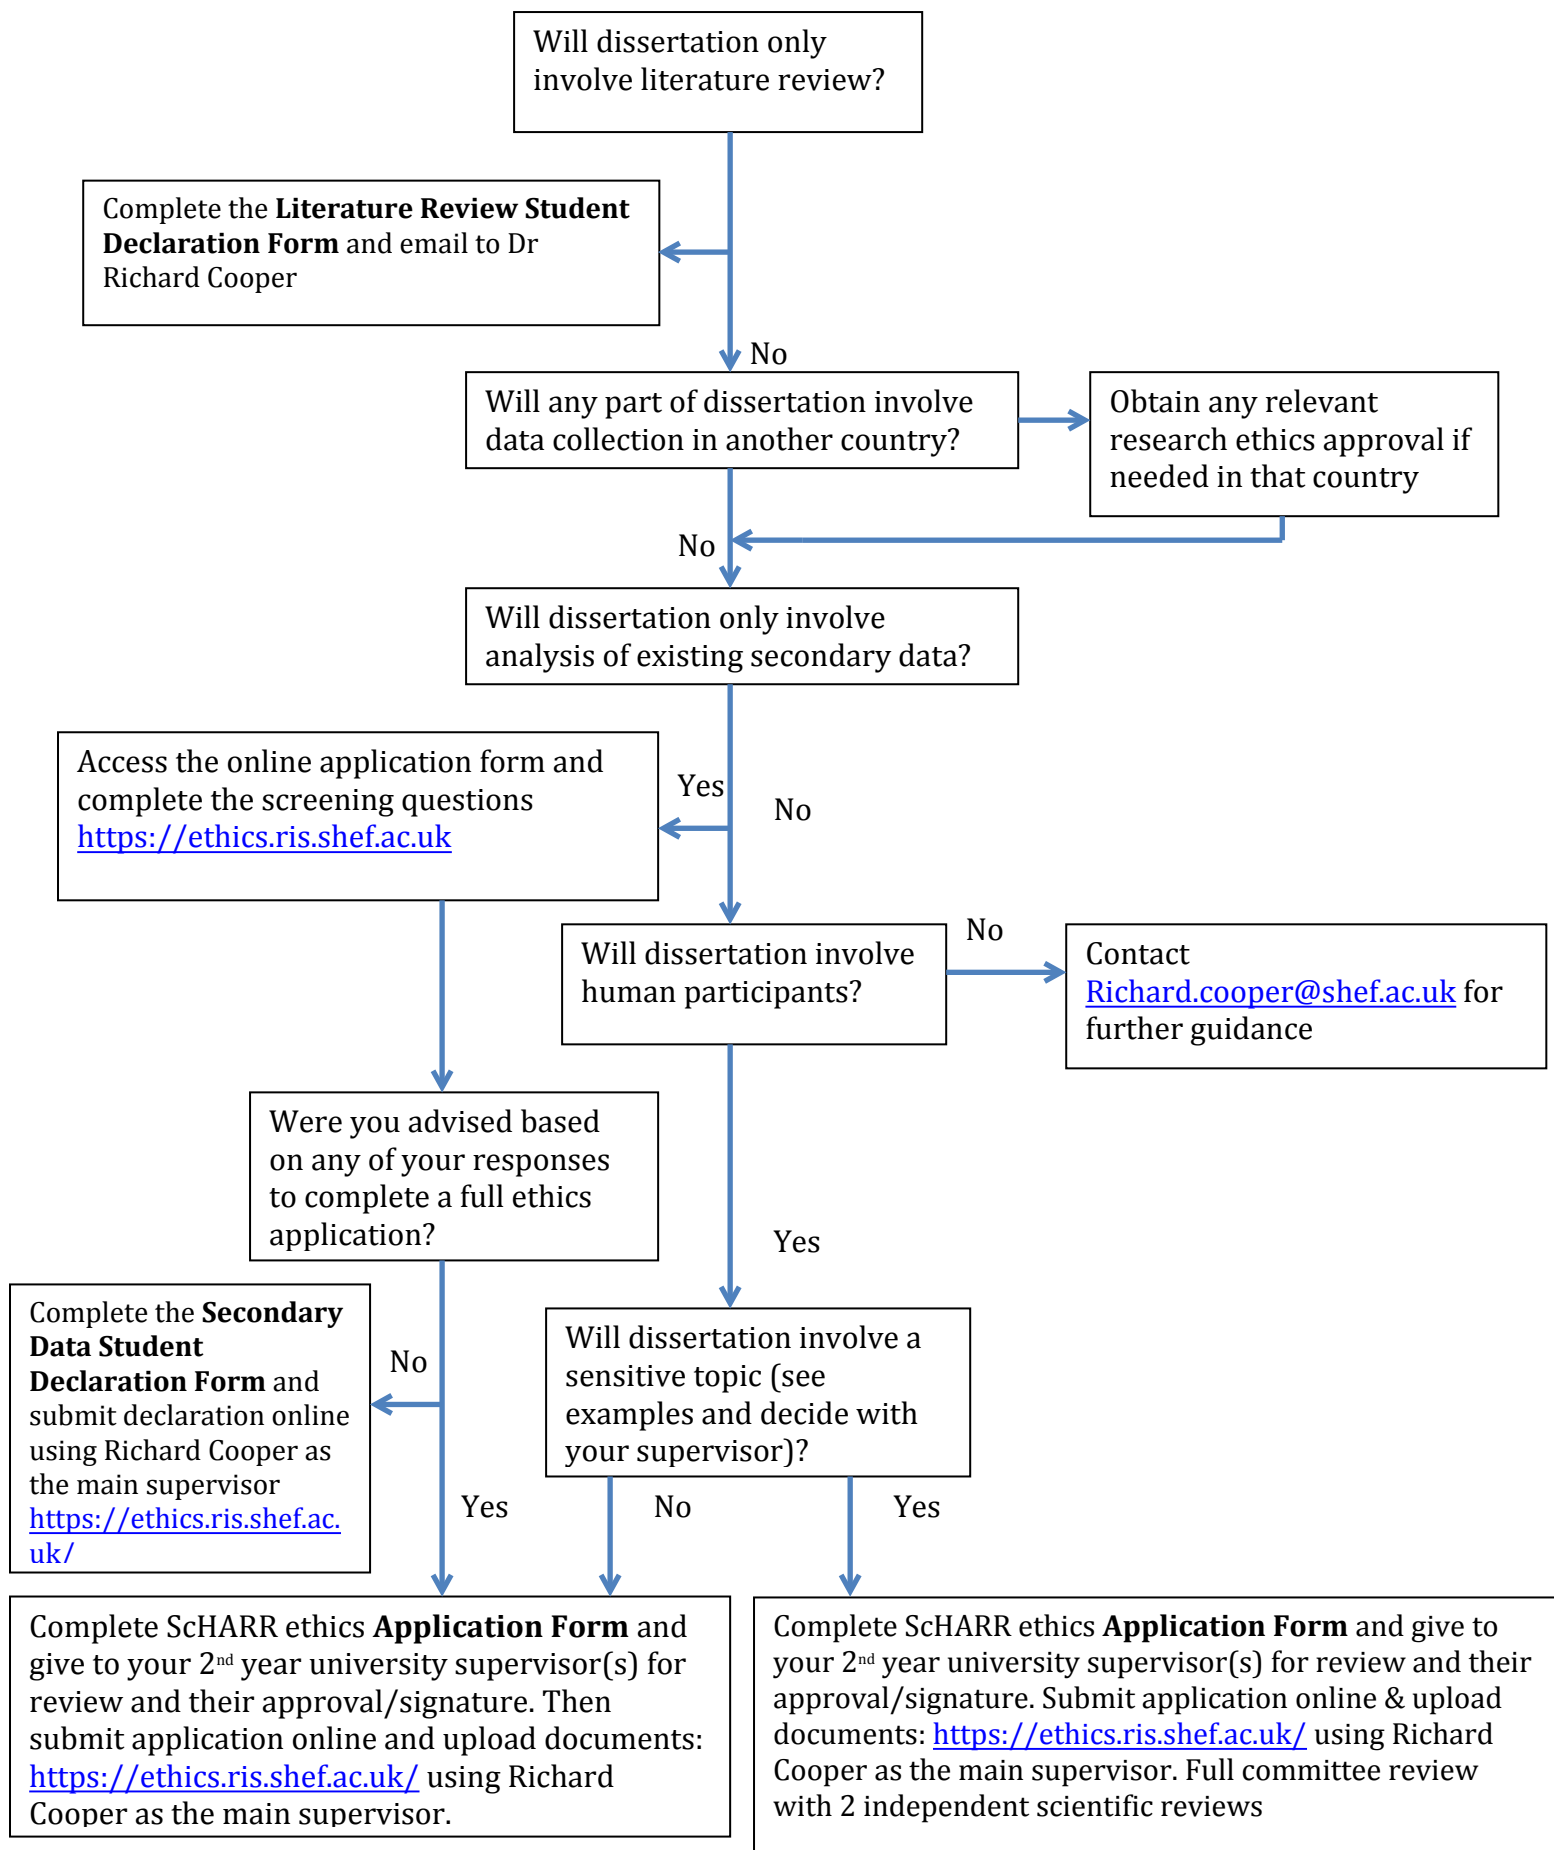 Will dissertation only
involve literature review?
Complete the Literature Review Student
Declaration Form and email to Dr
Richard Cooper
No
Will any part of dissertation involve
data collection in another country?
Obtain any relevant
research ethics approval if
needed in that country
No
Will dissertation only involve
analysis of existing secondary data?
Access the online application form and
complete the screening questions
https://ethics.ris.shef.ac.uk
Yes
No
Will dissertation involve
human participants?
No
Contact
Richard.cooper@shef.ac.uk for
further guidance
Were you advised based
on any of your responses
to complete a full ethics
application?
Yes
Complete the Secondary
Data Student
Declaration Form and
submit declaration online
using Richard Cooper as
the main supervisor
https://ethics.ris.shef.ac.
uk/
No
Will dissertation involve a
sensitive topic (see
examples and decide with
your supervisor)?
Yes
No
Yes
Complete ScHARR ethics Application Form and
give to your 2nd year university supervisor(s) for
review and their approval/signature. Then
submit application online and upload documents:
https://ethics.ris.shef.ac.uk/ using Richard
Cooper as the main supervisor.
Complete ScHARR ethics Application Form and give to
your 2nd year university supervisor(s) for review and their
approval/signature. Submit application online & upload
documents: https://ethics.ris.shef.ac.uk/ using Richard
Cooper as the main supervisor. Full committee review
with 2 independent scientific reviews